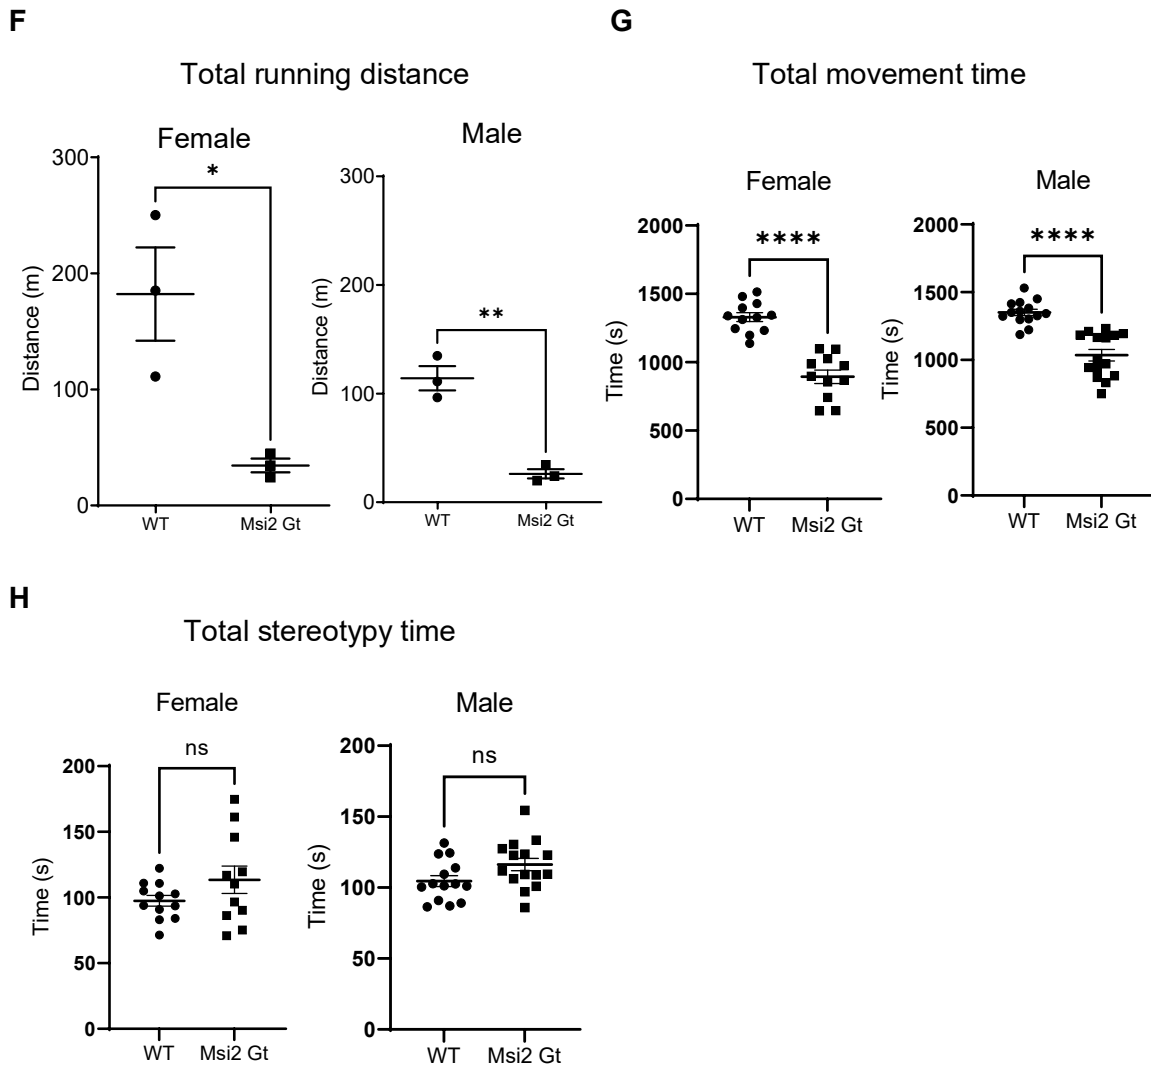 F
Total running distance
Female
300
200
100
0
Distance (m)
*
WT
Msi2 Gt
Male
300
200
100
0
Distance (m)
**
WT
Msi2 Gt
G
Total movement time
Female
2000
1500
1000
500
0
Time (s)
****
WT
Msi2 Gt
Male
2000
1500
1000
500
0
Time (s)
****
WT
Msi2 Gt
H
Total stereotypy time
Female
200
150
100
50
0
Time (s)
ns
WT
Msi2 Gt
Male
200
150
100
50
0
Time (s)
ns
WT
Msi2 Gt